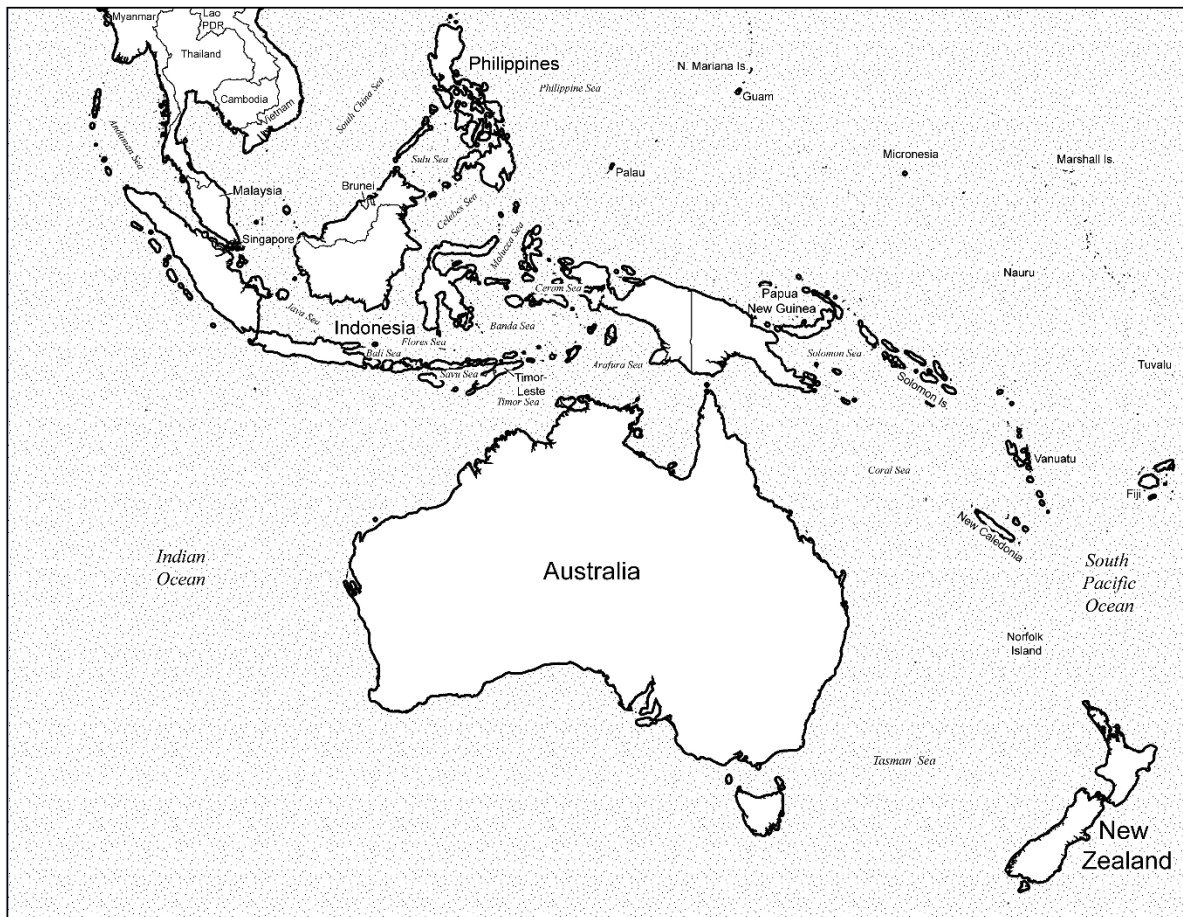 Myanmar
Lao
PDR
Thailand
Philippines
N. Mariana Is.
Philippine Sea
Guam
Cambodia
Vietnam
South China Sea
Andaman Sea
Micronesia
Marshall Is.
Sulu Sea
Palau
Malaysia
Brunei
Celebes Sea
Singapore
Molucca Sea
Nauru
Ceram Sea
Papua
New Guinea
Java Sea
Indonesia
Banda Sea
Flores Sea
Bali Sea
Solomon Sea
Arafura Sea
Tuvalu
Savu Sea
Timor-
Leste
Timor Sea
Solomon Is.
Vanuatu
Coral Sea
Fiji
New Caledonia
Indian
Ocean
Australia
South
Pacific
Ocean
Norfolk
Island
Tasman Sea
New
Zealand